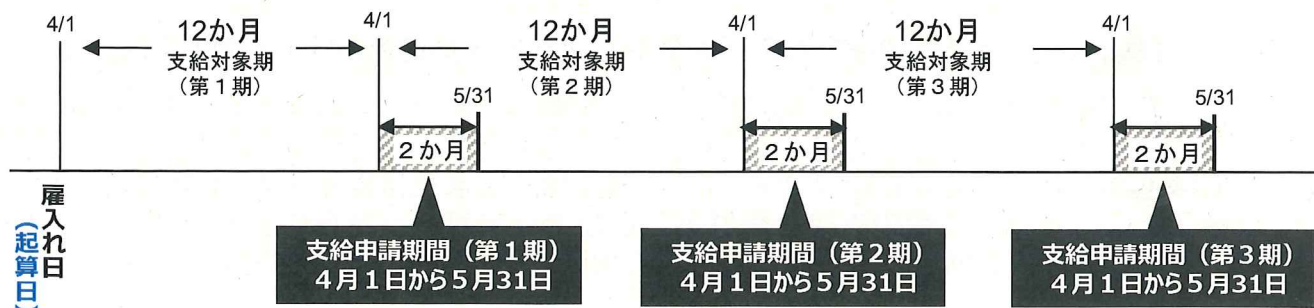 4/1
12か月
支給対象期
(第1期)
4/1
12か月
支給対象期
(第2期)
4/1
12か月
支給対象期
(第3期)
4/1
5/31
5/31
5/31
2か月
2か月
2か月
雇入れ日
(起算日)
支給申請期間(第1期)
4月1日から5月31日
支給申請期間(第2期)
4月1日から5月31日
支給申請期間(第3期)
4月1日から5月31日